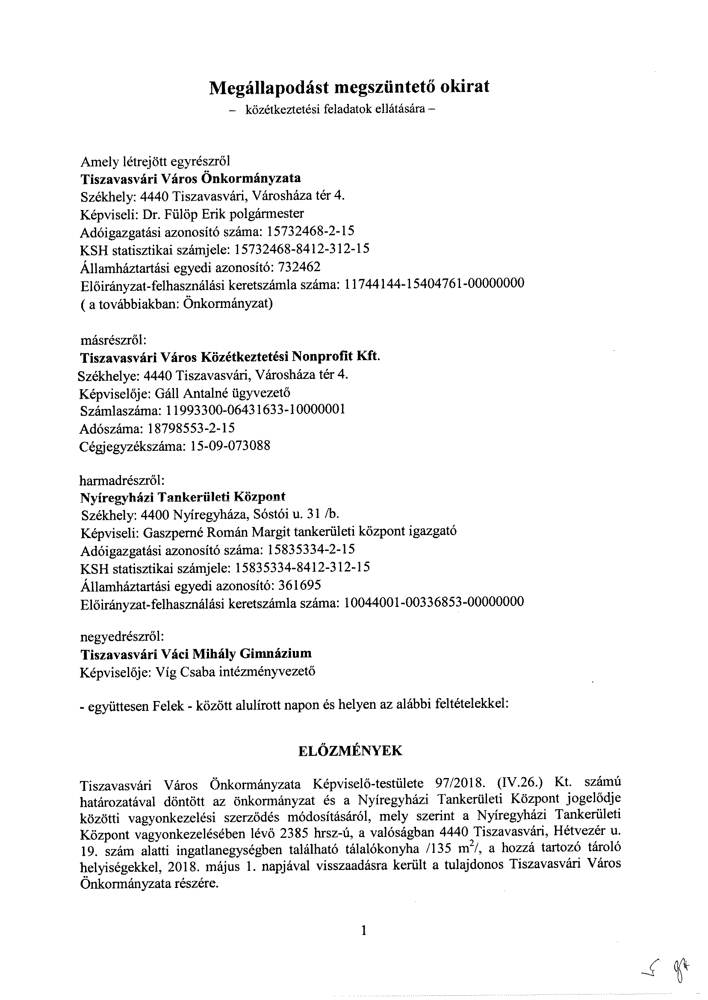 Megállapodást megszüntető okirat
– közétkeztetési feladatok ellátására –
Amely létrejött egyrészről
Tiszavasvári Város Önkormányzata
Székhely: 4440 Tiszavasvári, Városháza tér 4.
Képviseli: Dr. Fülöp Erik polgármester
Adóigazgatási azonosító száma: 15732468-2-15
KSH statisztikai számjele: 15732468-8412-312-15
Államháztartási egyedi azonosító: 732462
Előirányzat-felhasználási keretszámla száma: 11744144-15404761-00000000
( a továbbiakban: Önkormányzat)
másrészről:
Tiszavasvári Város Közétkeztetési Nonprofit Kft.
Székhelye: 4440 Tiszavasvári, Városháza tér 4.
Képviselője: Gáll Antalné ügyvezető
Számlaszáma: 11993300-06431633-10000001
Adószáma: 18798553-2-15
Cégjegyzékszáma: 15-09-073088
harmadrészről:
Nyíregyházi Tankerületi Központ
Székhely: 4400 Nyíregyháza, Sóstói u. 31 /b.
Képviseli: Gaszperné Román Margit tankerületi központ igazgató
Adóigazgatási azonosító száma: 15835334-2-15
KSH statisztikai számjele: 15835334-8412-312-15
Államháztartási egyedi azonosító: 361695
Előirányzat-felhasználási keretszámla száma: 10044001-00336853-00000000
negyedrészről:
Tiszavasvári Váci Mihály Gimnázium
Képviselője: Víg Csaba intézményvezető
- együttesen Felek - között alulírott napon és helyen az alábbi feltételekkel:
ELŐZMÉNYEK
Tiszavasvári Város Önkormányzata Képviselő-testülete 97/2018. (IV.26.) Kt. számú
határozatával döntött az önkormányzat és a Nyíregyházi Tankerületi Központ jogelődje
közötti vagyonkezelési szerződés módosításáról, mely szerint a Nyíregyházi Tankerületi
Központ vagyonkezelésében lévő 2385 hrsz-ú, a valóságban 4440 Tiszavasvári, Hétvezér u.
19. szám alatti ingatlanegységben található tálalókonyha /135 m²/, a hozzá tartozó tároló
helyiségekkel, 2018. május 1. napjával visszaadásra került a tulajdonos Tiszavasvári Város
Önkormányzata részére.
1